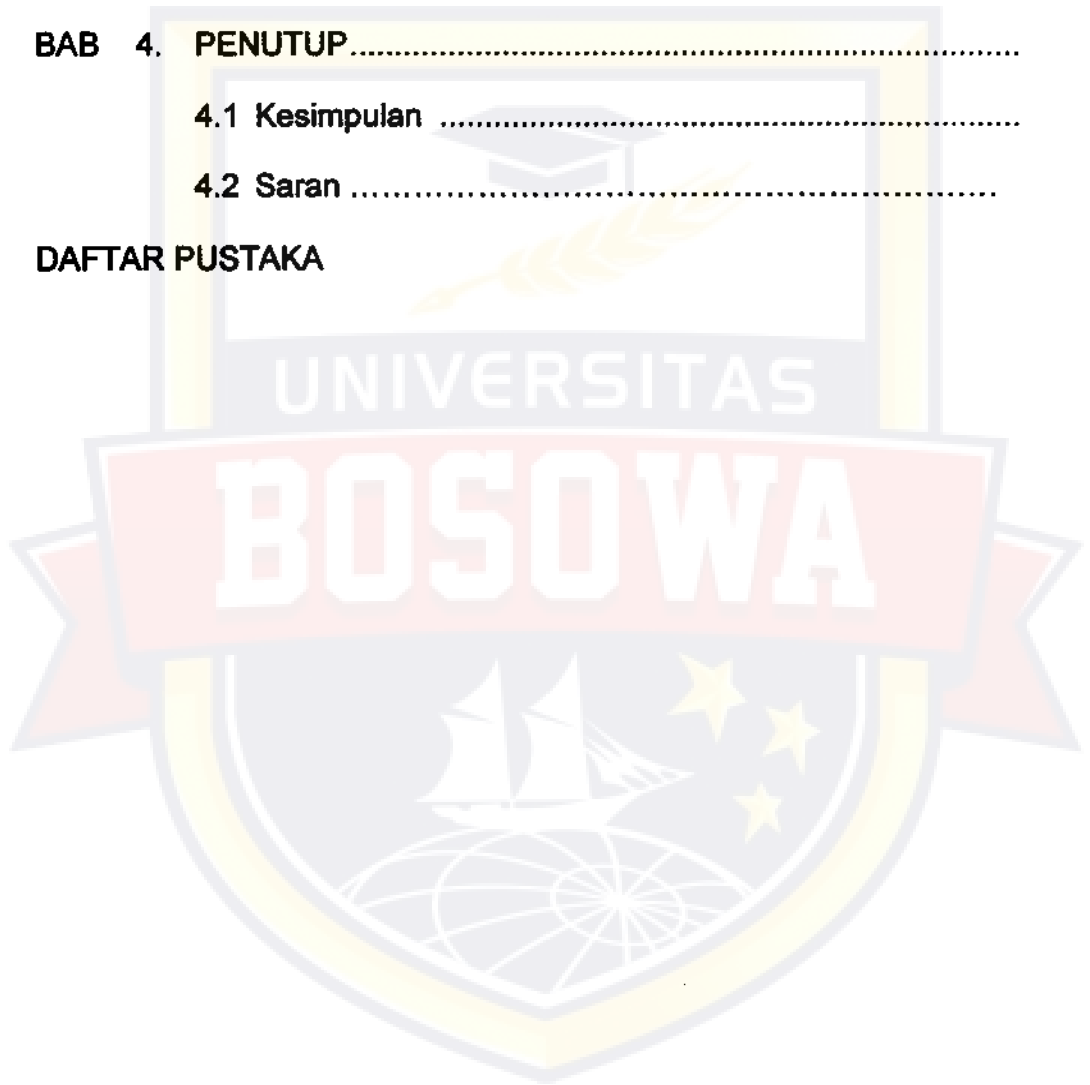 BAB 4. PENUTUP......................................................................
4.1 Kesimpulan ................................................................
4.2 Saran ................................................................
DAFTAR PUSTAKA
UNIVERSITAS
BOSOWA